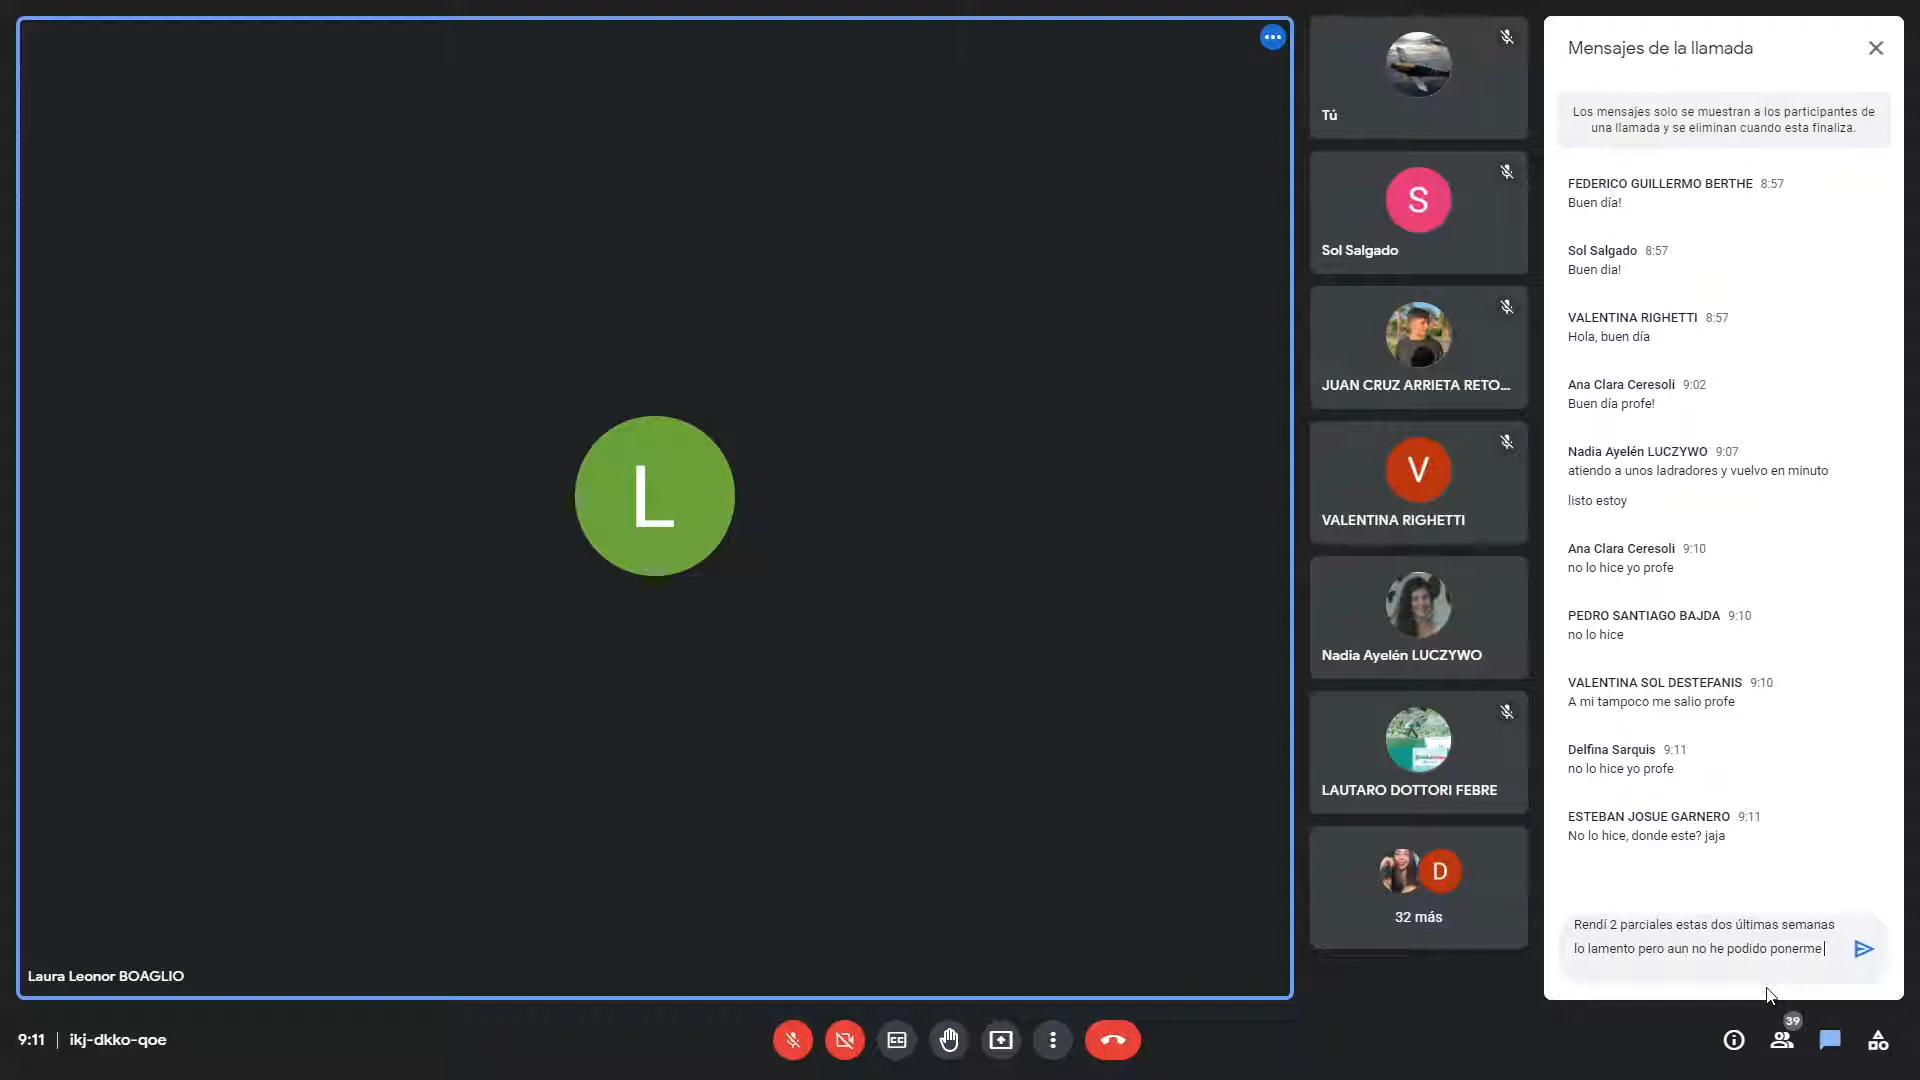 L
Laura Leonor BOAGLIO
Tú
S
Sol Salgado
JUAN CRUZ ARRIETA RETO...
V
VALENTINA RIGHETTI
Nadia Ayelén LUCZYWO
LAUTARO DOTTORI FEBRE
D
32 más
Mensajes de la llamada
Los mensajes solo se muestran a los participantes de
una llamada y se eliminan cuando esta finaliza.
FEDERICO GUILLERMO BERTHE 8:57
Buen día!
Sol Salgado 8:57
Buen dia!
VALENTINA RIGHETTI 8:57
Hola, buen día
Ana Clara Ceresoli 9:02
Buen día profe!
Nadia Ayelén LUCZYWO 9:07
atiendo a unos ladradores y vuelvo en minuto
listo estoy
Ana Clara Ceresoli 9:10
no lo hice yo profe
PEDRO SANTIAGO BAJDA 9:10
no lo hice
VALENTINA SOL DESTEFANIS 9:10
A mi tampoco me salio profe
Delfina Sarquis 9:11
no lo hice yo profe
ESTEBAN JOSUE GARNERO 9:11
No lo hice, donde este? jaja
Rendí 2 parciales estas dos últimas semanas
lo lamento pero aun no he podido ponerme
9:11 | ikj-dkko-qoe
CC
39